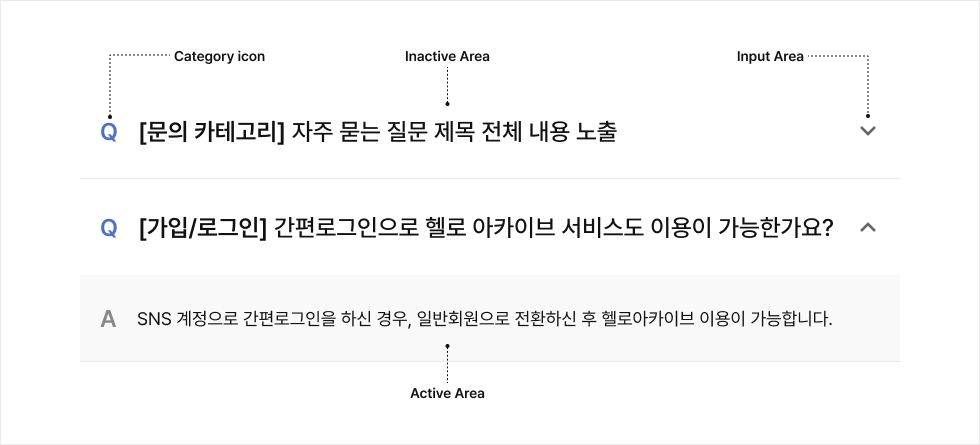 Category icon
Inactive Area
Input Area
Q [문의 카테고리] 자주 묻는 질문 제목 전체 내용 노출
Q [가입/로그인] 간편로그인으로 헬로 아카이브 서비스도 이용이 가능한가요?
A SNS 계정으로 간편로그인을 하신 경우, 일반회원으로 전환하신 후 헬로아카이브 이용이 가능합니다.
Active Area